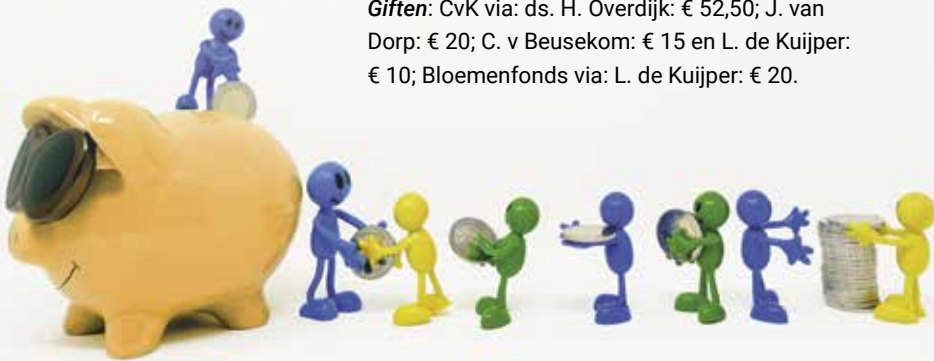 Giften: CvK via: ds. H. Overdijk: € 52,50; J. van
Dorp: € 20; C. v Beusekom: € 15 en L. de Kuijper:
€ 10; Bloemenfonds via: L. de Kuijper: € 20.